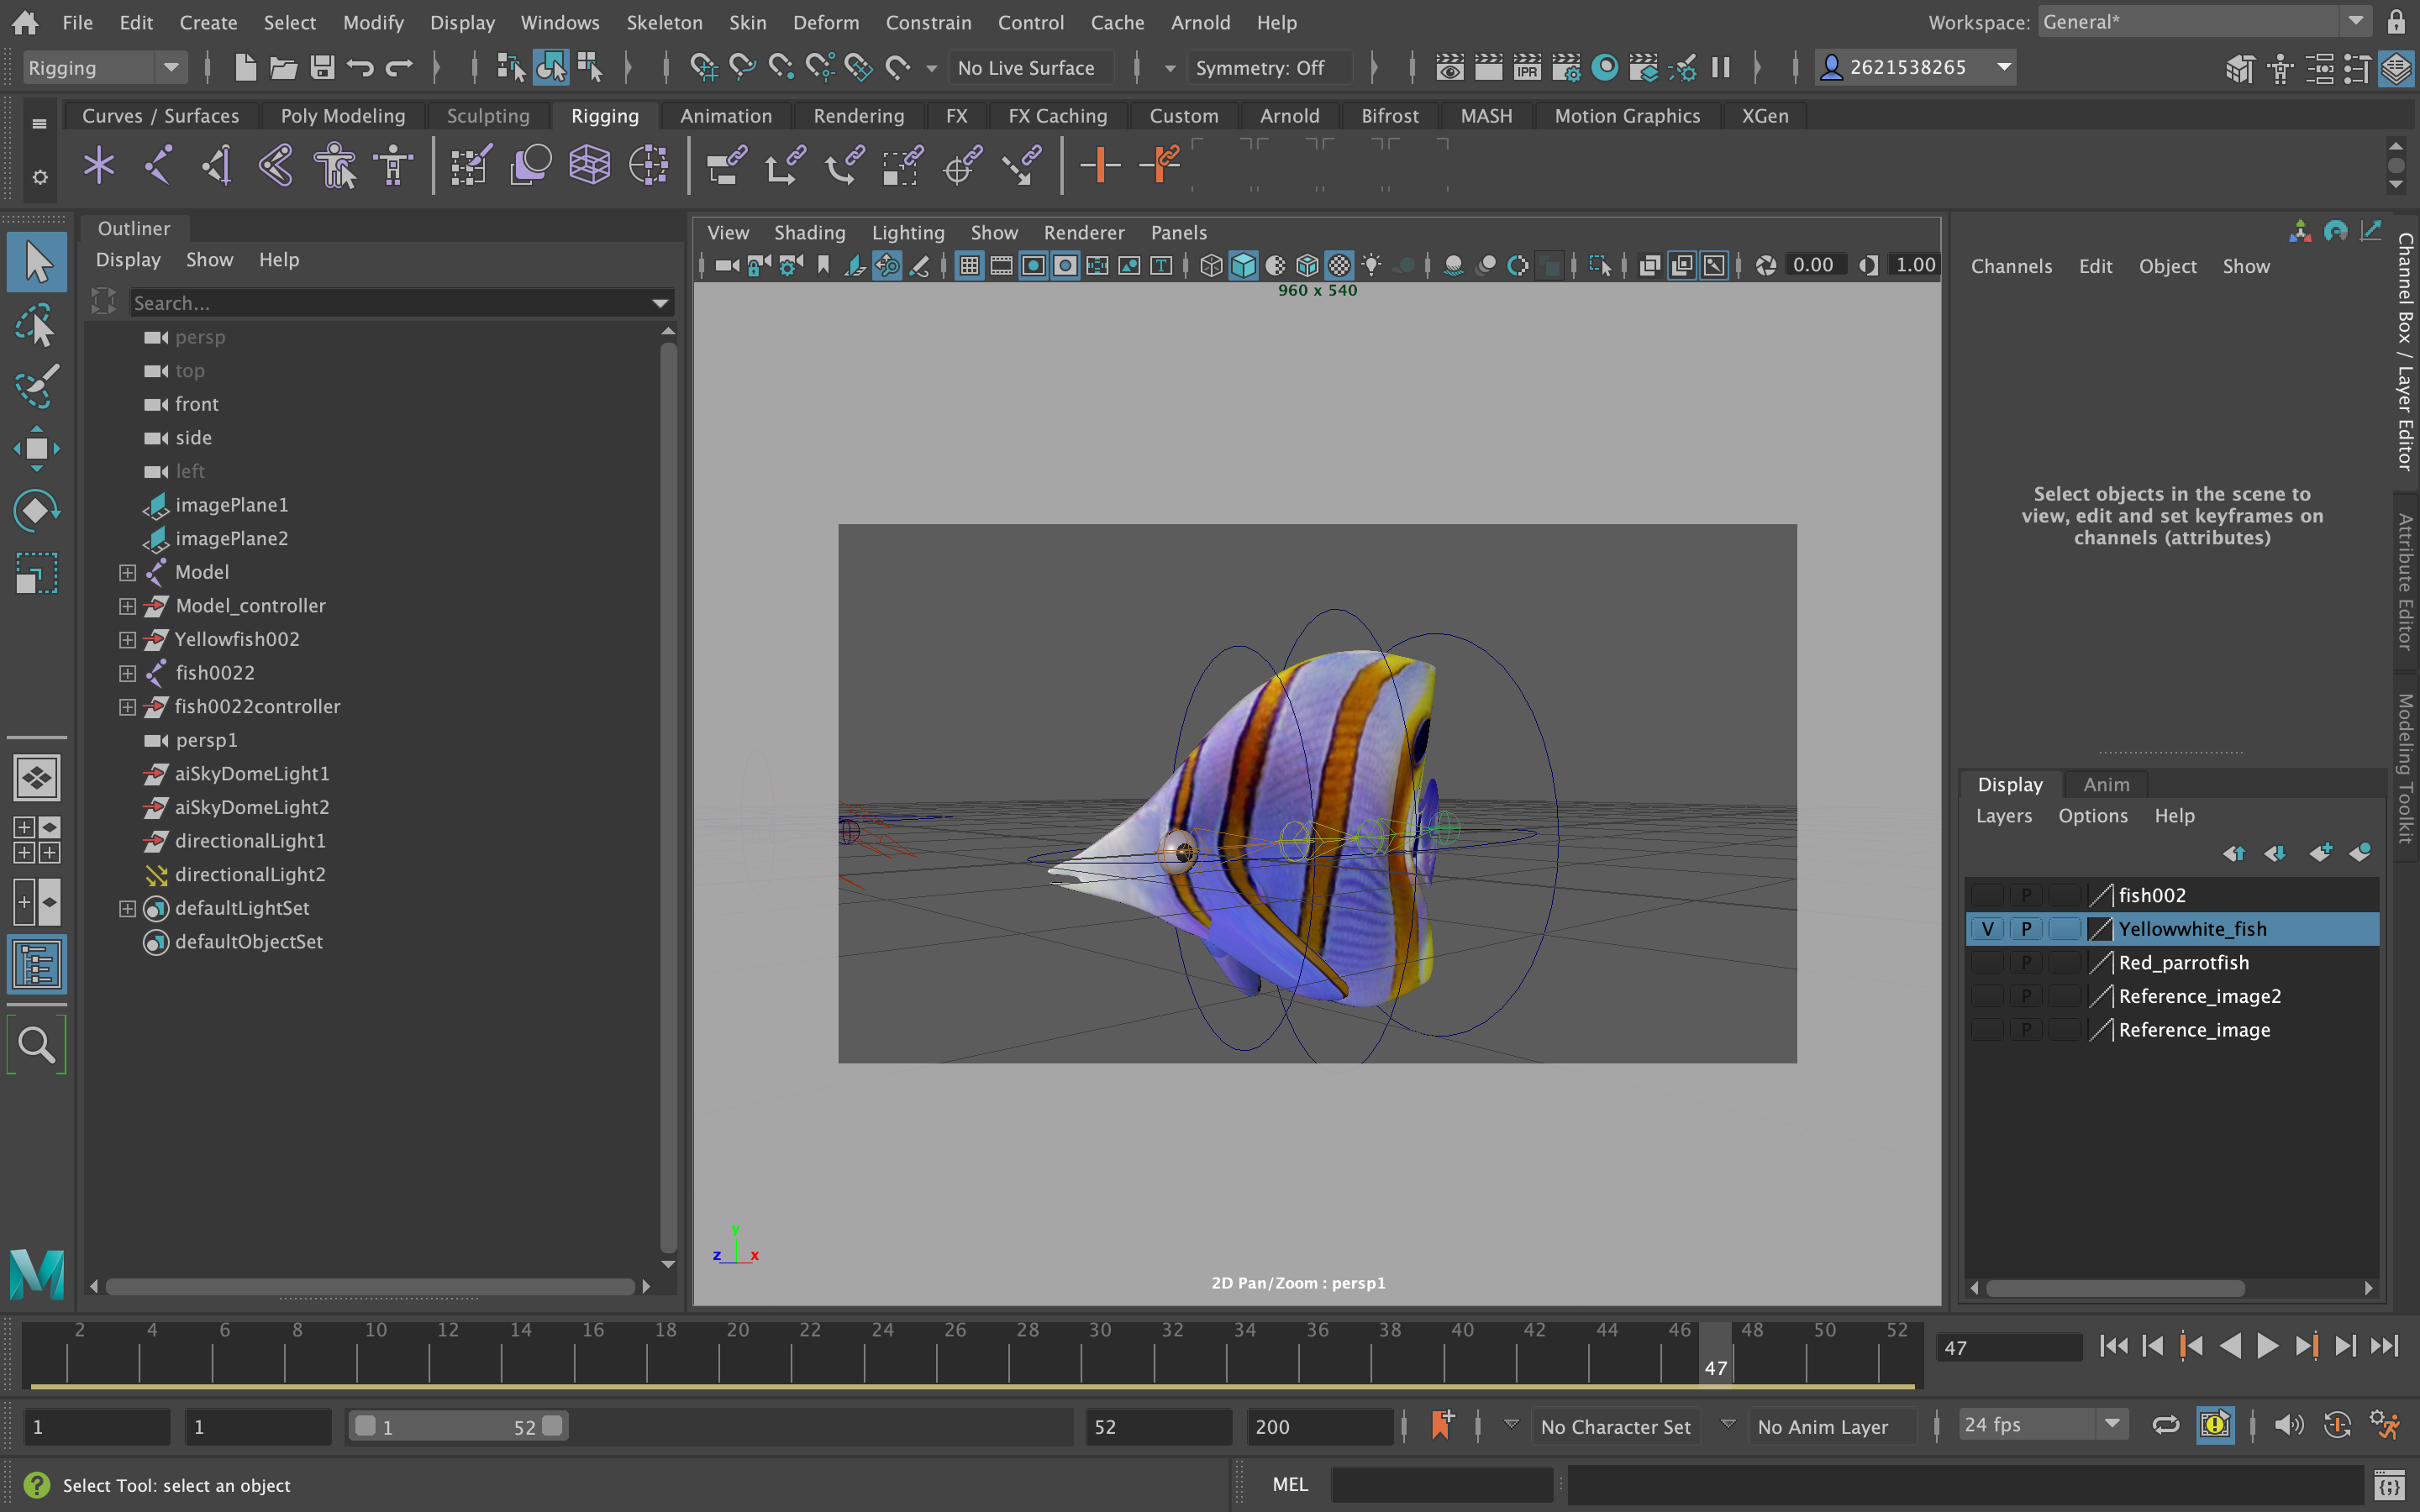 File Edit Create Select Modify Display Windows Skeleton Skin Deform Constrain Control Cache Arnold Help
Workspace: General*
Rigging
No Live Surface
Symmetry: Off
IPR
2621538265
Curves / Surfaces Poly Modeling Sculpting Rigging Animation Rendering FX FX Caching Custom Arnold Bifrost MASH Motion Graphics XGen
Outliner
Display Show Help
Search...
persp
top
front
side
left
imagePlane1
imagePlane2
Model
Model_controller
Yellowfish002
fish0022
fish0022controller
persp1
aiSkyDomeLight1
aiSkyDomeLight2
directionalLight1
directionalLight2
defaultLightSet
defaultObjectSet
View Shading Lighting Show Renderer Panels
0.00
1.00
960 x 540
y
z x
2D Pan/Zoom : persp1
Channels Edit Object Show
Select objects in the scene to
view, edit and set keyframes on
channels (attributes)
Channel Box / Layer Editor
Attribute Editor
Modeling Toolkit
Display Anim
Layers Options Help
P fish002
V P Yellowwhite_fish
P Red_parrotfish
P Reference_image2
P Reference_image
2 4 6 8 10 12 14 16 18 20 22 24 26 28 30 32 34 36 38 40 42 44 46 48 50 52
47
47
1
1
1 52
52
200
No Character Set
No Anim Layer
24 fps
Select Tool: select an object
MEL